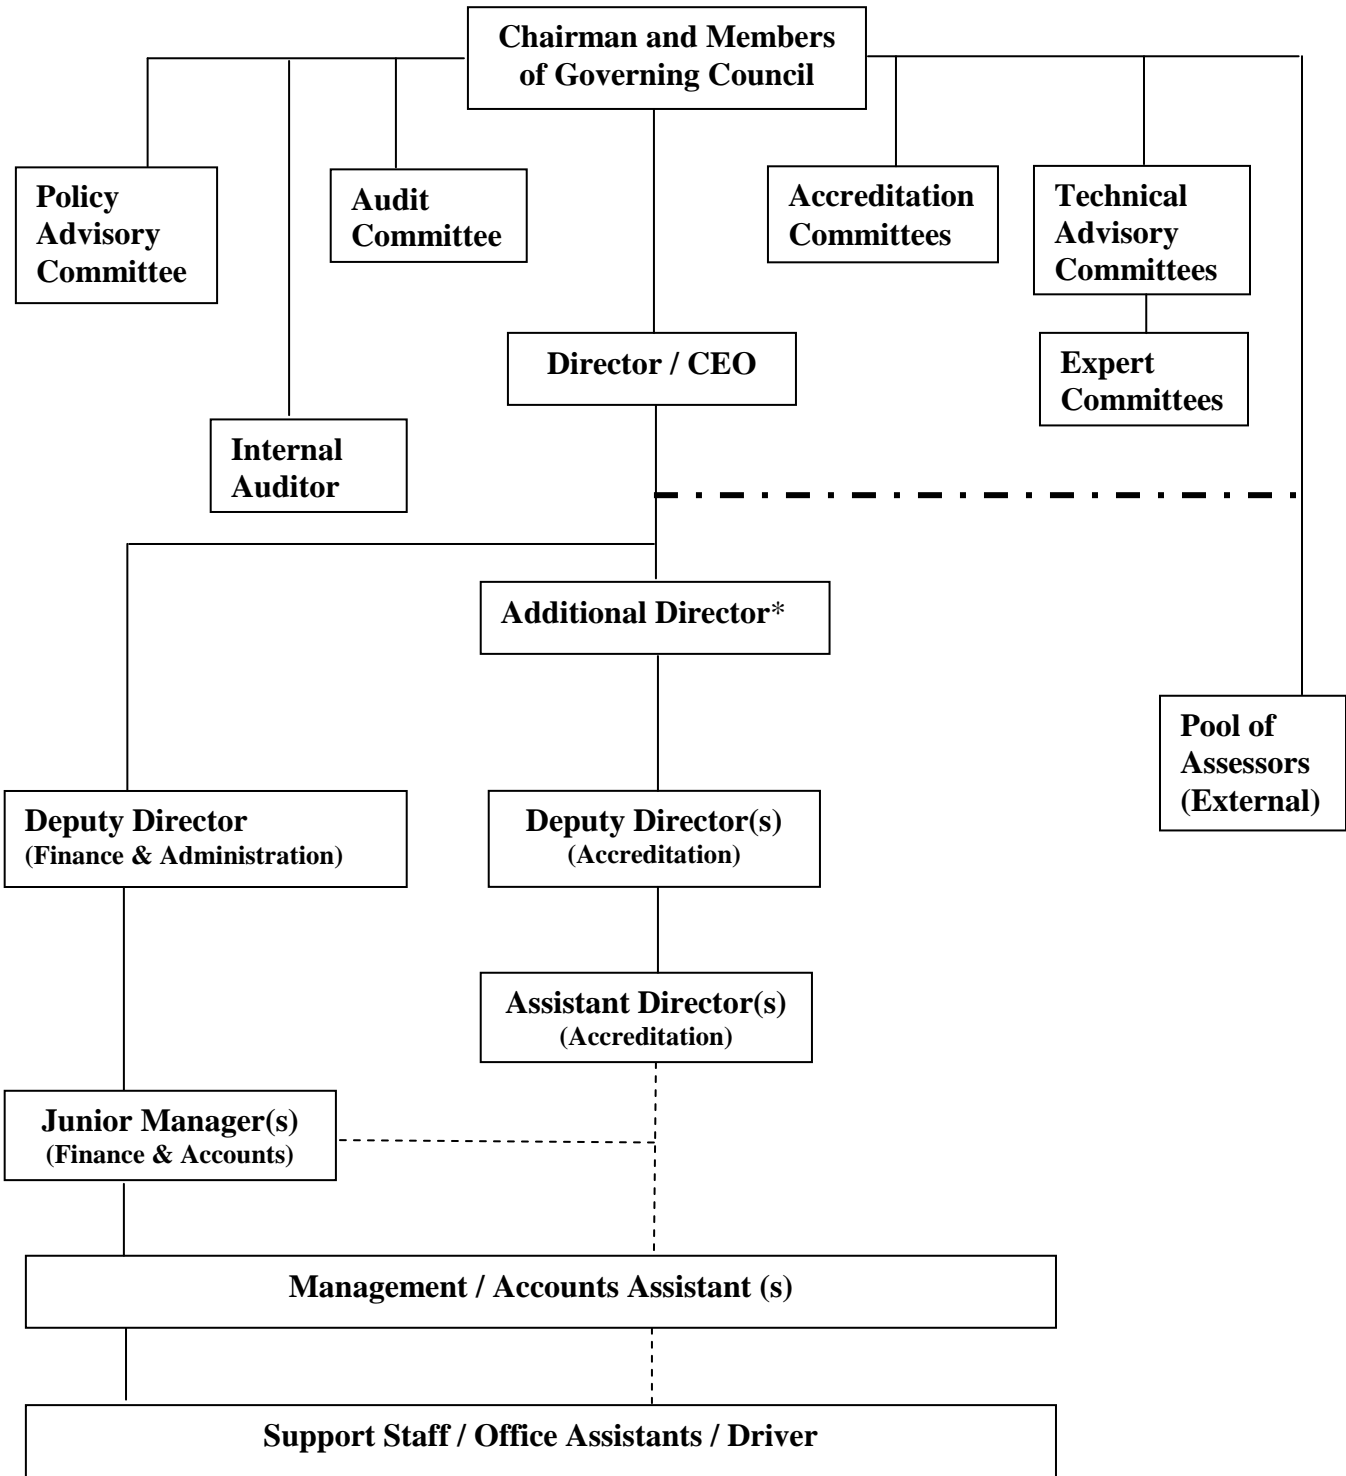 Chairman and Members
of Governing Council
Policy
Advisory
Committee
Audit
Committee
Accreditation
Committees
Technical
Advisory
Committees
Director / CEO
Expert
Committees
Internal
Auditor
Additional Director*
Pool of
Assessors
(External)
Deputy Director
(Finance & Administration)
Deputy Director(s)
(Accreditation)
Assistant Director(s)
(Accreditation)
Junior Manager(s)
(Finance & Accounts)
Management / Accounts Assistant (s)
Support Staff / Office Assistants / Driver